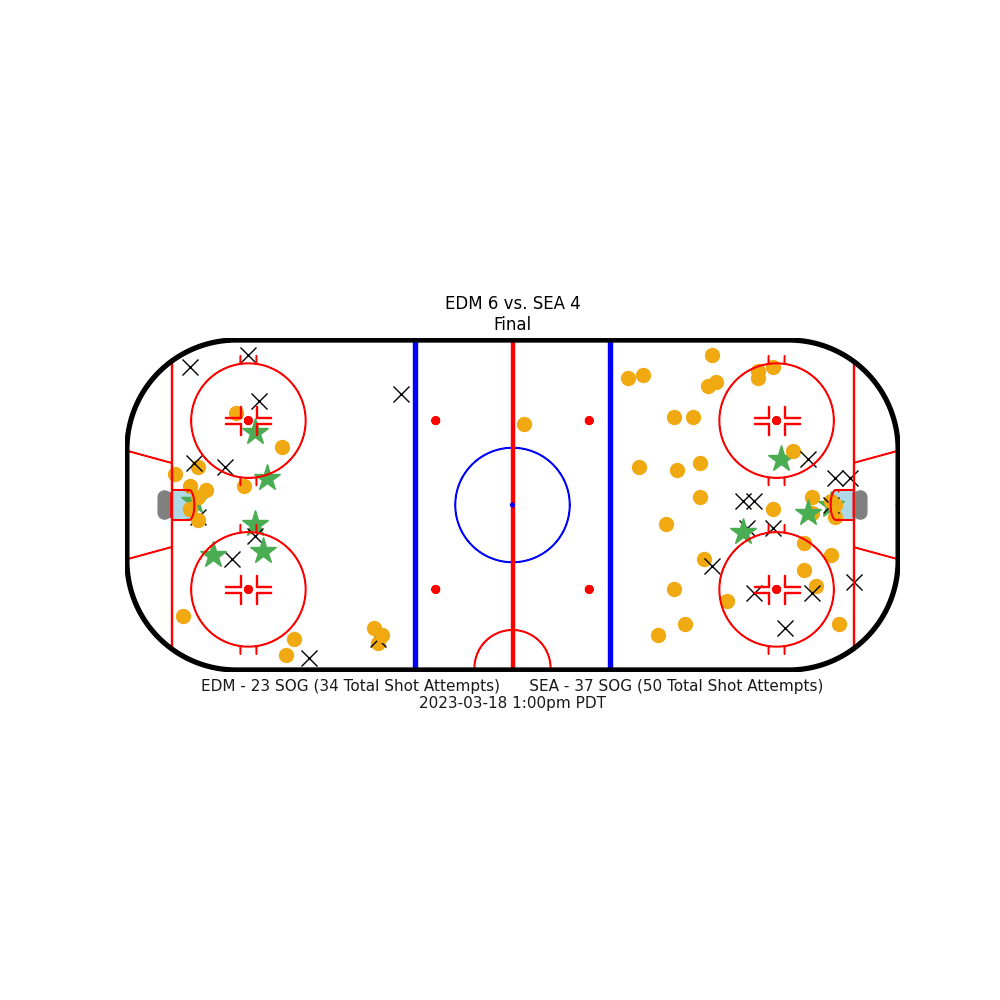 EDM 6 vs. SEA 4
Final
EDM - 23 SOG (34 Total Shot Attempts) SEA - 37 SOG (50 Total Shot Attempts)
2023-03-18 1:00pm PDT